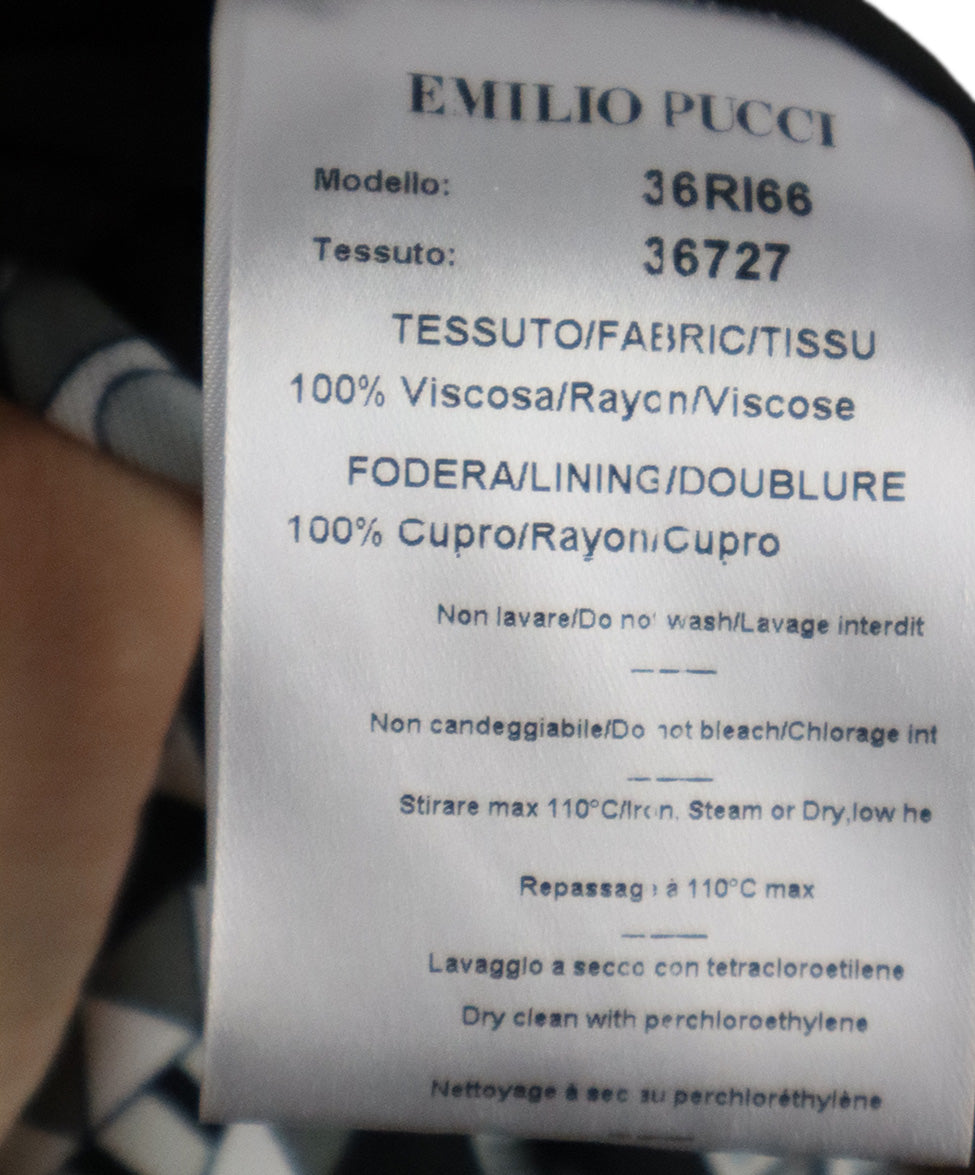 EMILIO PUCCI
Modello: 36RI66
Tessuto: 36727
TESSUTO/FABRIC/TISSU
100% Viscosa/Rayon/Viscose
FODERA/LINING/DOUBLURE
100% Cupro/Rayon/Cupro
Non lavare/Do not wash/Lavage interdit
Non candeggiabile/Do not bleach/Chlorage int
Stirare max 110°C/Iron, Steam or Dry,low he
Repassage à 110°C max
Lavaggio a secco con tetracloroetilene
Dry clean with perchloroethylene
Nettoyage à sec au perchloréthylène